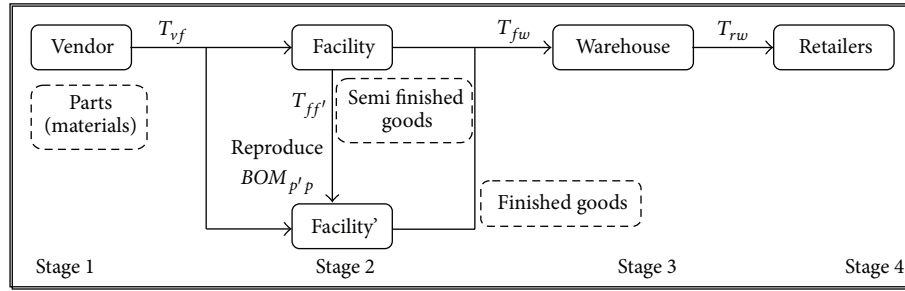 Vendor
T_vf
Facility
T_fw
Warehouse
T_rw
Retailers
Parts
(materials)
T_ff'
Semi finished
goods
Reproduce
BOM_p'p
Facility'
Finished goods
Stage 1
Stage 2
Stage 3
Stage 4